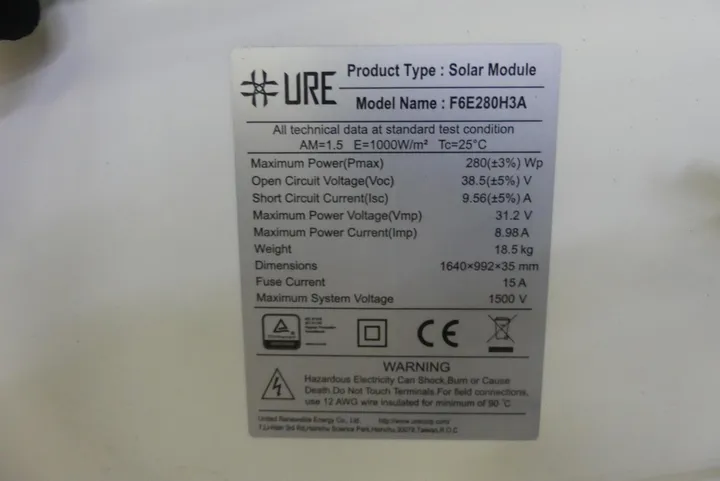 URE
Product Type : Solar Module
Model Name : F6E280H3A
All technical data at standard test condition
AM=1.5 E=1000W/m² Tc=25°C
Maximum Power(Pmax) 280(±3%) Wp
Open Circuit Voltage(Voc) 38.5(±5%) V
Short Circuit Current(Isc) 9.56(±5%) A
Maximum Power Voltage(Vmp) 31.2 V
Maximum Power Current(Imp) 8.98 A
Weight 18.5 kg
Dimensions 1640×992×35 mm
Fuse Current 15 A
Maximum System Voltage 1500 V
CE
WARNING
Hazardous Electricity Can Shock,Burn or Cause
Death.Do Not Touch Terminals.For field connections,
use 12 AWG wire insulated for minimum of 90 °C
United Renewable Energy Co., Ltd.
Science Park, Hsinchu 30078,Taiwan,R.O.C